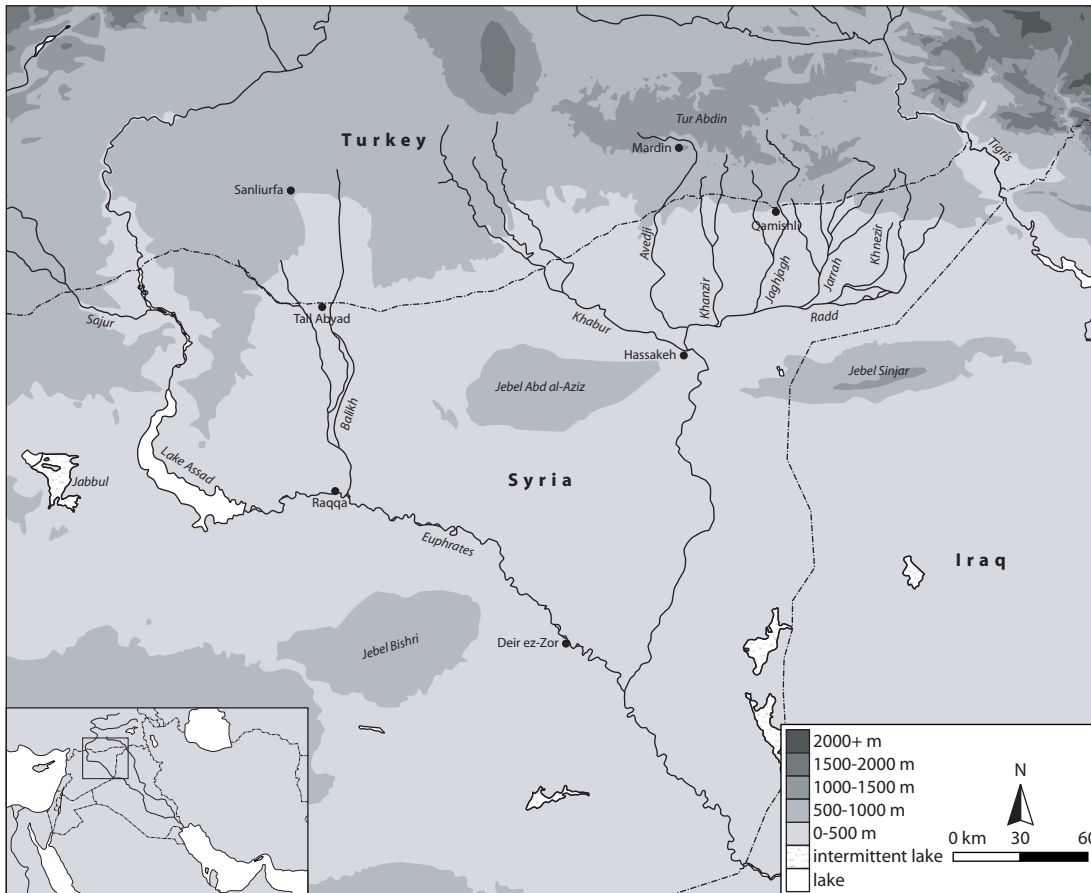 Tur Abdin
Turkey
Mardin
Tigris
Sanliurfa
Qamishli
Avedji
Khanzir
Jaghjagh
Jarrah
Khnezir
Sajur
Tall Abyad
Khabur
Radd
Hassakeh
Jebel Abd al-Aziz
Jebel Sinjar
Balikh
Lake Assad
Jabbul
Syria
Raqqa
Euphrates
Iraq
Jebel Bishri
Deir ez-Zor
2000+ m
1500-2000 m
1000-1500 m
500-1000 m
0-500 m
intermittent lake
lake
N
0 km 30 60